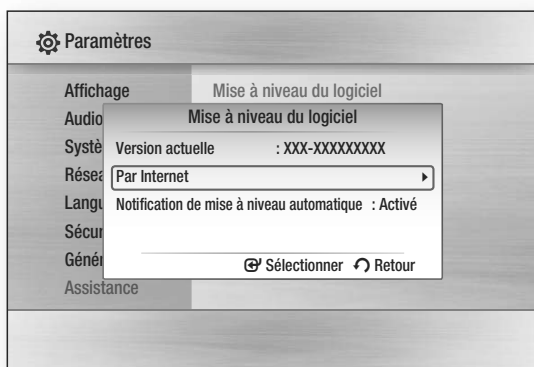 Paramètres
Affichage
Mise à niveau du logiciel
Audio
Systè
Résea
Langu
Sécur
Génér
Assistance
Mise à niveau du logiciel
Version actuelle : XXX-XXXXXXXXX
Par Internet
Notification de mise à niveau automatique : Activé
Sélectionner Retour